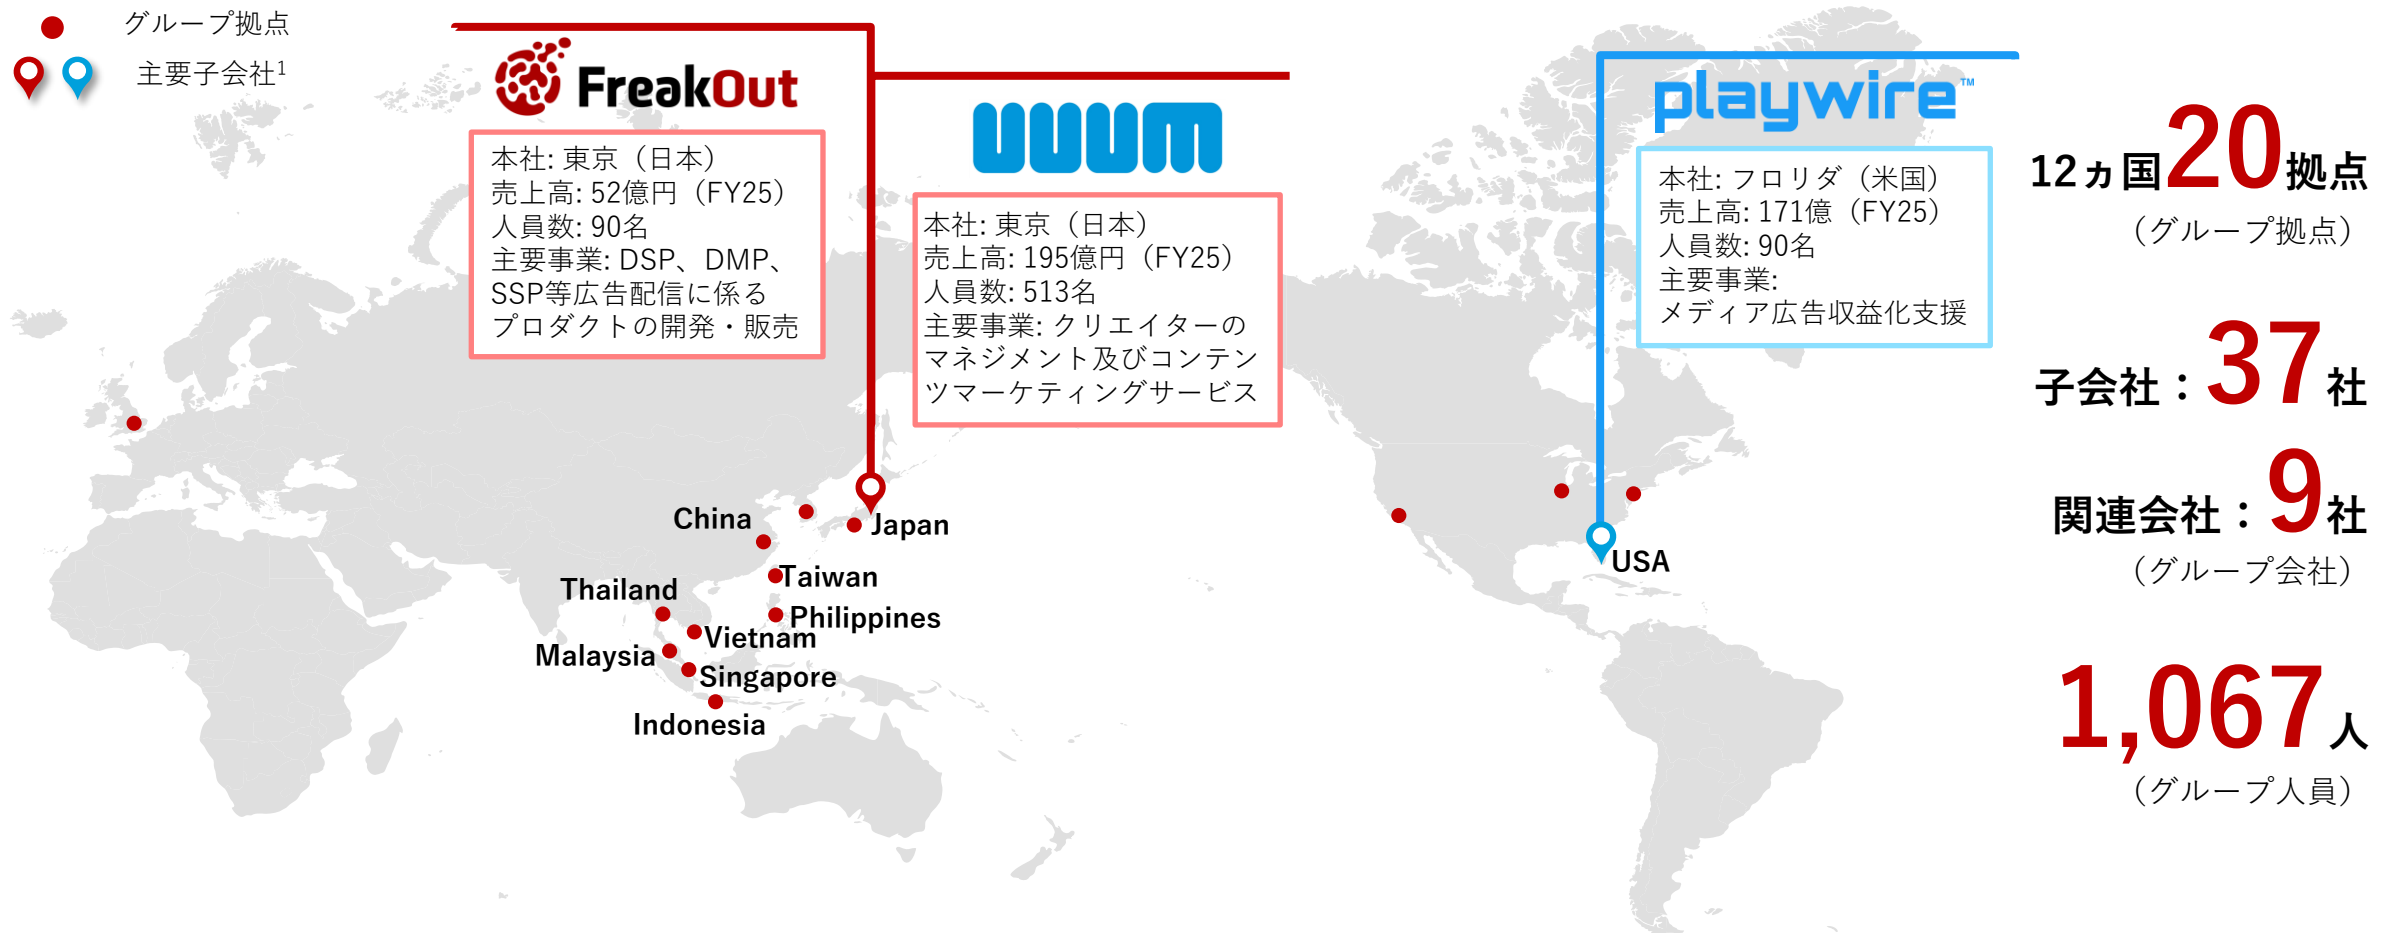 グループ拠点
主要子会社1
FreakOut
本社: 東京（日本）
売上高: 52億円（FY25）
人員数: 90名
主要事業: DSP、DMP、
SSP等広告配信に係る
プロダクトの開発・販売
UUUM
本社: 東京（日本）
売上高: 195億円（FY25）
人員数: 513名
主要事業: クリエイターの
マネジメント及びコンテン
ツマーケティングサービス
playwire™
本社: フロリダ（米国）
売上高: 171億（FY25）
人員数: 90名
主要事業:
メディア広告収益化支援
China
Japan
Taiwan
Thailand
Philippines
Vietnam
Malaysia
Singapore
Indonesia
USA
12ヵ国20拠点
（グループ拠点）
子会社：37社
関連会社：9社
（グループ会社）
1,067人
（グループ人員）